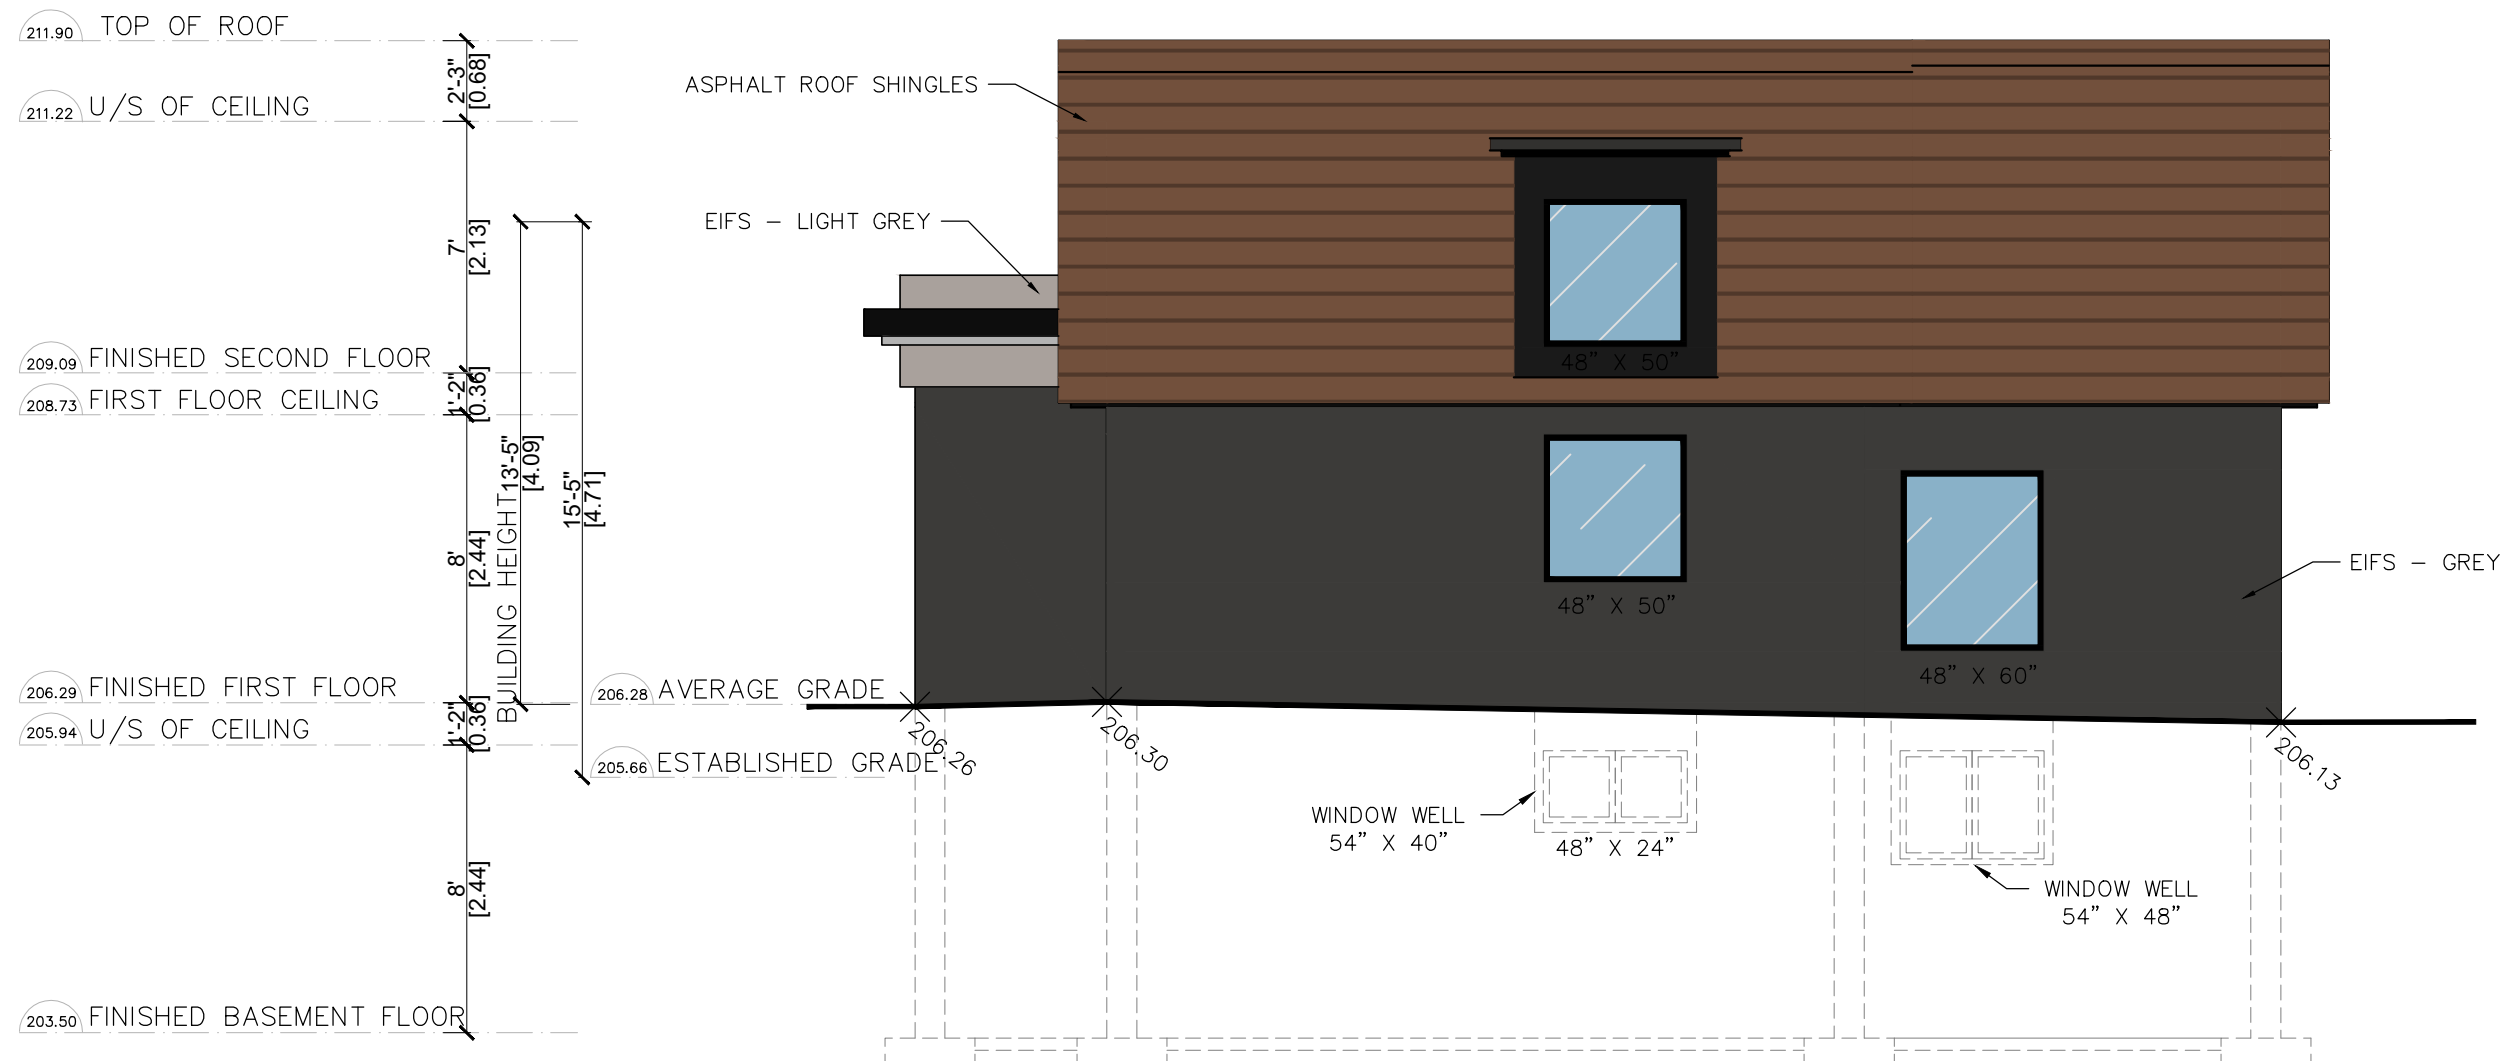 211.90 TOP OF ROOF
2'-3"
[0.68]
211.22 U/S OF CEILING
7'
[2.13]
209.09 FINISHED SECOND FLOOR
1'-2"
[0.36]
208.73 FIRST FLOOR CEILING
8'
[2.44]
206.29 FINISHED FIRST FLOOR
1'-2"
[0.36]
205.94 U/S OF CEILING
8'
[2.44]
203.50 FINISHED BASEMENT FLOOR
BUILDING HEIGHT
13'-5"
[4.09]
15'-5"
[4.71]
206.28 AVERAGE GRADE
205.66 ESTABLISHED GRADE
ASPHALT ROOF SHINGLES
EIFS - LIGHT GREY
48" X 50"
48" X 50"
48" X 60"
EIFS - GREY
206.26
206.30
206.13
WINDOW WELL
54" X 40"
48" X 24"
WINDOW WELL
54" X 48"